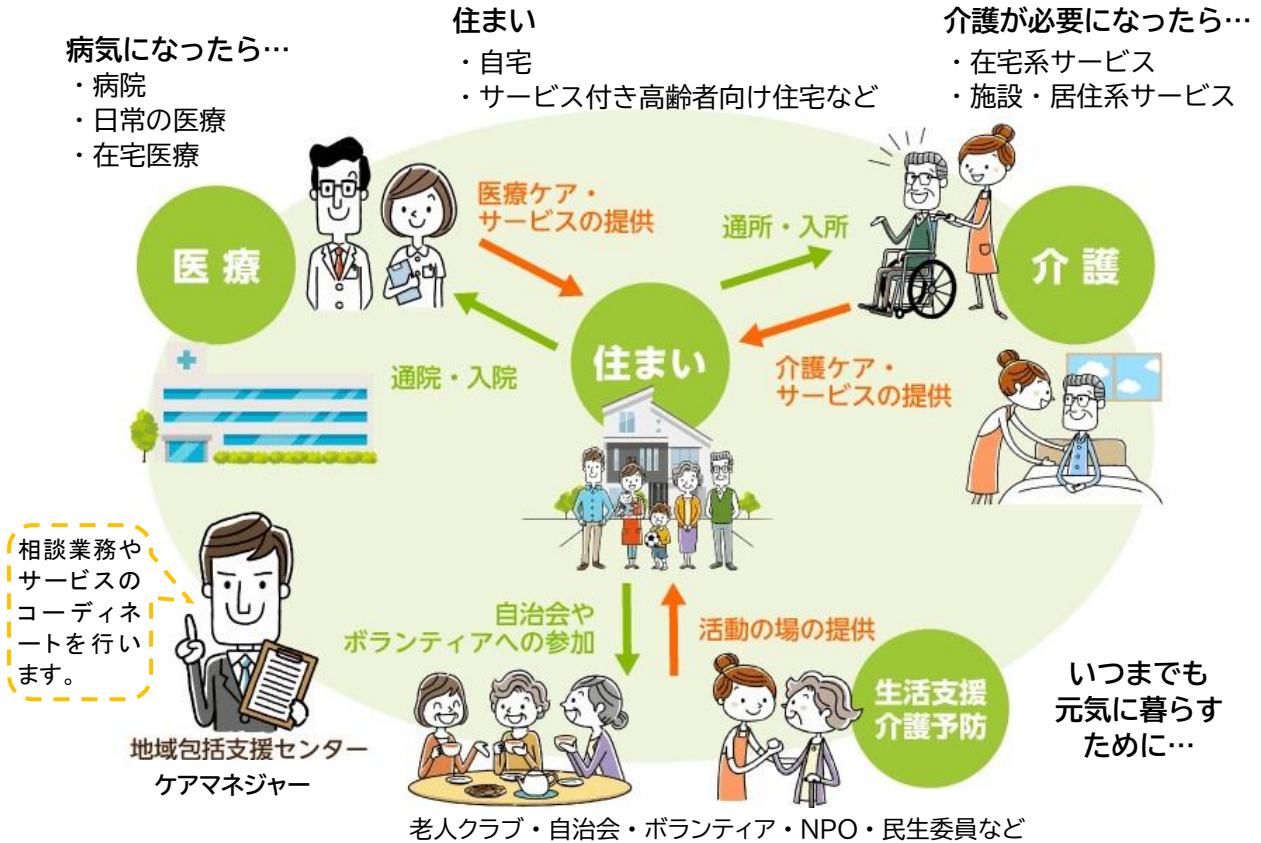 病気になったら…
・病院
・日常の医療
・在宅医療
住まい
・自宅
・サービス付き高齢者向け住宅など
介護が必要になったら…
・在宅系サービス
・施設・居住系サービス
医療
医療ケア・
サービスの提供
通所・入所
介護
住まい
通院・入院
介護ケア・
サービスの提供
相談業務や
サービスの
コーディネ
ートを行い
ます。
自治会や
ボランティアへの参加
活動の場の提供
生活支援
介護予防
いつまでも
元気に暮らす
ために…
地域包括支援センター
ケアマネジャー
老人クラブ・自治会・ボランティア・NPO・民生委員など